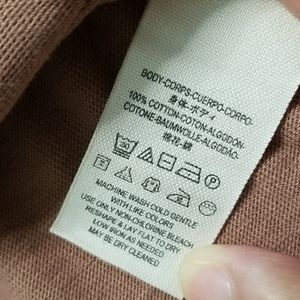 BODY-CORPS-CUERPO-CORPO-
身体-ボディ
100% COTTON-COTON-ALGODON-
COTONE-BAUMWOLLE-ALGODÃO-
棉花-綿
30
P
MACHINE WASH COLD GENTLE
WITH LIKE COLORS
USE ONLY NON-CHLORINE BLEACH
RESHAPE & LAY FLAT TO DRY
LOW IRON AS NEEDED
MAY BE DRY CLEANED